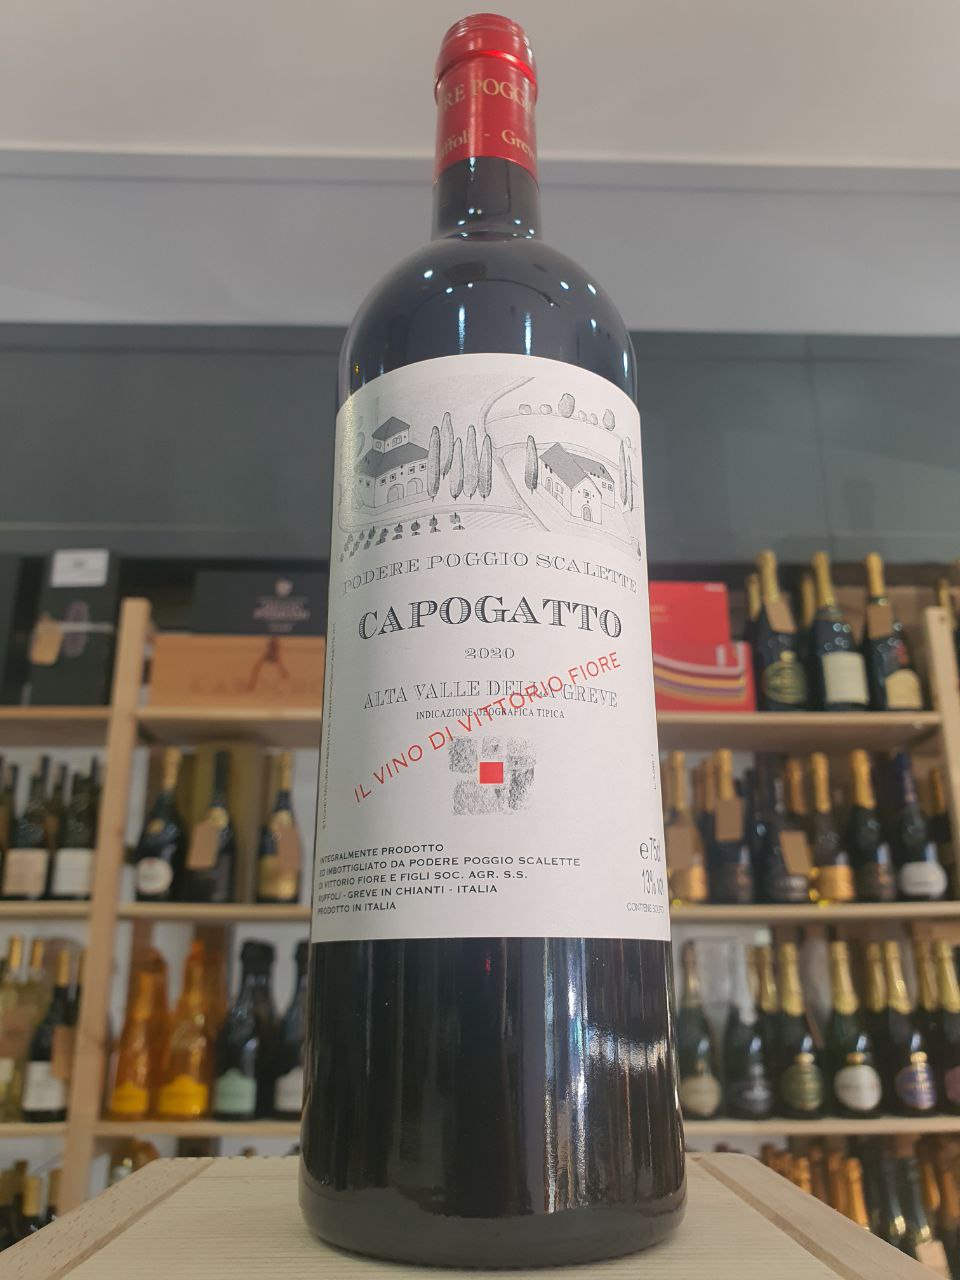 RE POGGI
ffoli - Greve
PODERE POGGIO SCALETTE
CAPOGATTO
2020
ALTA VALLE DELLA GREVE
INDICAZIONE GEOGRAFICA TIPICA
IL VINO DI VITTORIO FIORE
INTEGRALMENTE PRODOTTO
ED IMBOTTIGLIATO DA PODERE POGGIO SCALETTE
DI VITTORIO FIORE E FIGLI SOC. AGR. S.S.
RUFFOLI - GREVE IN CHIANTI - ITALIA
PRODOTTO IN ITALIA
e 75cl
13% vol
CONTIENE SOLFITI